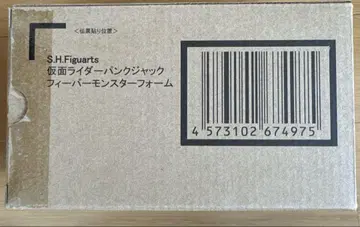 <伝票貼り位置>
S.H.Figuarts
仮面ライダーパンクジャック
フィーバーモンスターフォーム
4 573102 674975